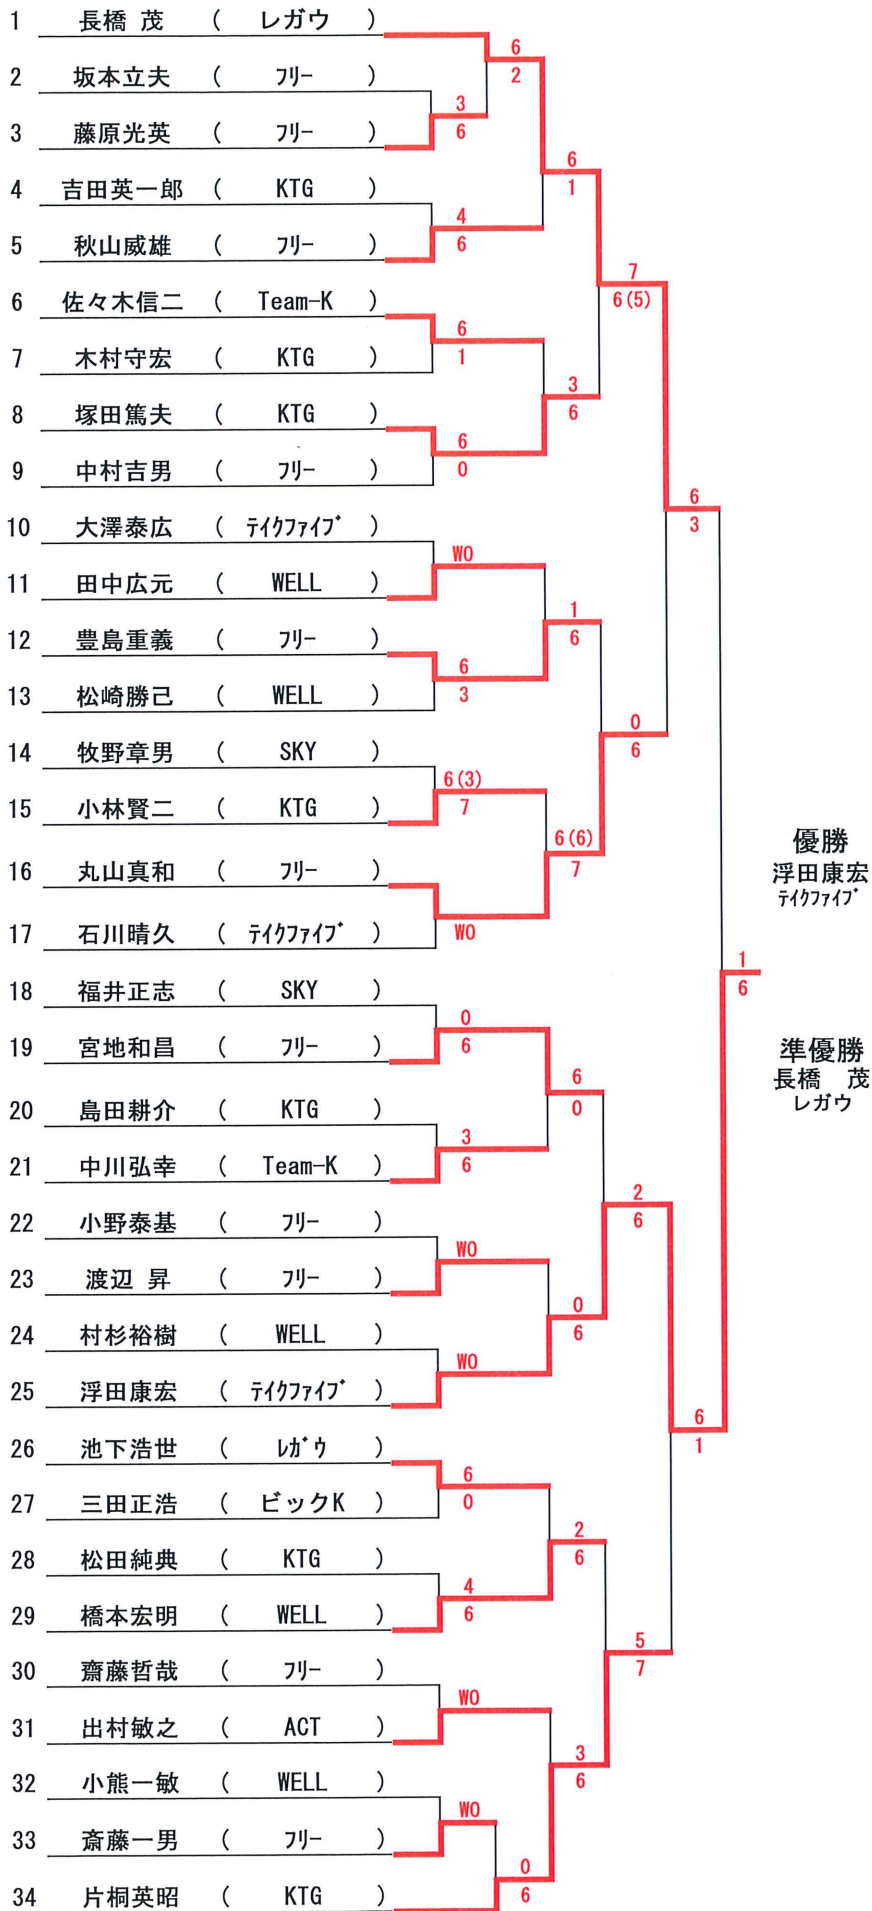 1 長橋 茂 ( レガウ )
6
2 坂本立夫 ( ﾌﾘｰ )
2
3
3 藤原光英 ( ﾌﾘｰ )
6
6
4 吉田英一郎 ( KTG )
1
4
5 秋山威雄 ( ﾌﾘｰ )
6
7
6 佐々木信二 ( Team-K )
6(5)
6
7 木村守宏 ( KTG )
1
3
8 塚田篤夫 ( KTG )
6
6
9 中村吉男 ( ﾌﾘｰ )
0
6
10 大澤泰広 ( ﾃｲｸﾌｧｲﾌﾞ )
3
WO
11 田中広元 ( WELL )
1
12 豊島重義 ( ﾌﾘｰ )
6
6
13 松崎勝己 ( WELL )
3
0
14 牧野章男 ( SKY )
6
6(3)
15 小林賢二 ( KTG )
7
6(6)
優勝
16 丸山真和 ( ﾌﾘｰ )
7
浮田康宏
ﾃｲｸﾌｧｲﾌﾞ
17 石川晴久 ( ﾃｲｸﾌｧｲﾌﾞ )
WO
1
18 福井正志 ( SKY )
6
0
19 宮地和昌 ( ﾌﾘｰ )
6
準優勝
6
長橋 茂
20 島田耕介 ( KTG )
0
レガウ
3
21 中川弘幸 ( Team-K )
6
2
22 小野泰基 ( ﾌﾘｰ )
6
WO
23 渡辺 昇 ( ﾌﾘｰ )
0
24 村杉裕樹 ( WELL )
6
WO
25 浮田康宏 ( ﾃｲｸﾌｧｲﾌﾞ )
6
26 池下浩世 ( ﾚｶﾞｳ )
1
6
27 三田正浩 ( ビックK )
0
2
28 松田純典 ( KTG )
6
4
29 橋本宏明 ( WELL )
6
5
30 齋藤哲哉 ( ﾌﾘｰ )
7
WO
31 出村敏之 ( ACT )
3
32 小熊一敏 ( WELL )
6
WO
33 斎藤一男 ( ﾌﾘｰ )
0
34 片桐英昭 ( KTG )
6